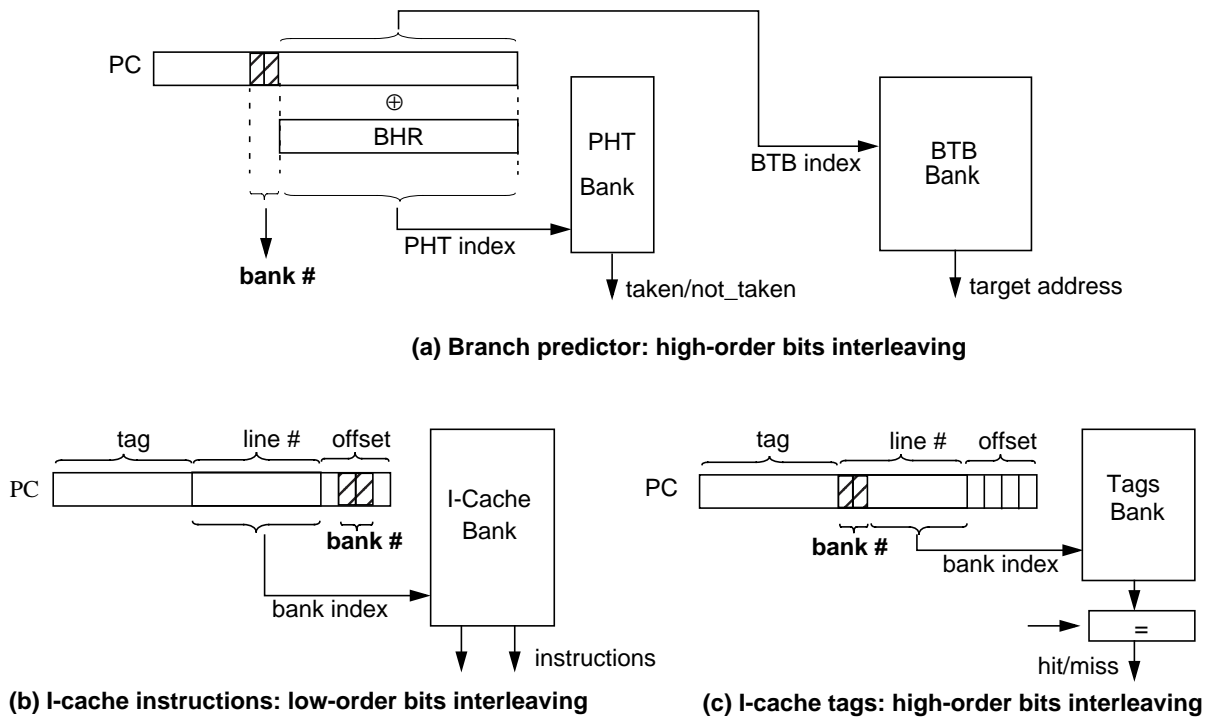 PC
⊕
BHR
PHT
Bank
BTB index
BTB
Bank
PHT index
bank #
taken/not_taken
target address
(a) Branch predictor: high-order bits interleaving
tag
line #
offset
PC
I-Cache
Bank
bank #
bank index
instructions
(b) I-cache instructions: low-order bits interleaving
tag
line #
offset
PC
Tags
Bank
bank #
bank index
=
hit/miss
(c) I-cache tags: high-order bits interleaving